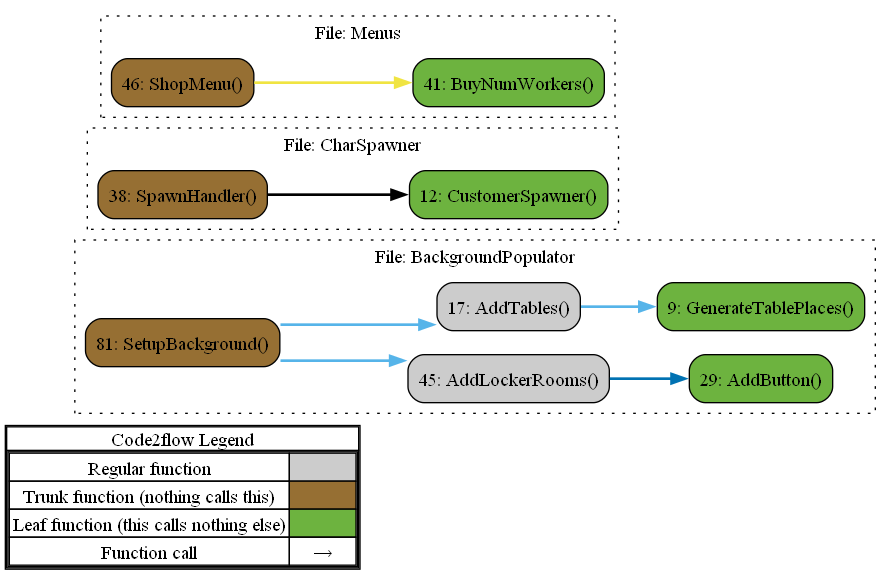 File: Menus
46: ShopMenu()
41: BuyNumWorkers()
File: CharSpawner
38: SpawnHandler()
12: CustomerSpawner()
File: BackgroundPopulator
17: AddTables()
9: GenerateTablePlaces()
81: SetupBackground()
45: AddLockerRooms()
29: AddButton()
Code2flow Legend
Regular function
Trunk function (nothing calls this)
Leaf function (this calls nothing else)
Function call
→